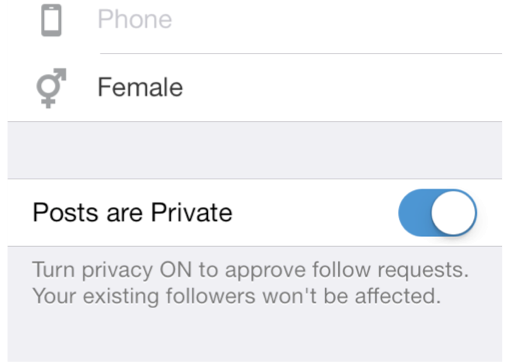 Phone
Female
Posts are Private
Turn privacy ON to approve follow requests.
Your existing followers won't be affected.